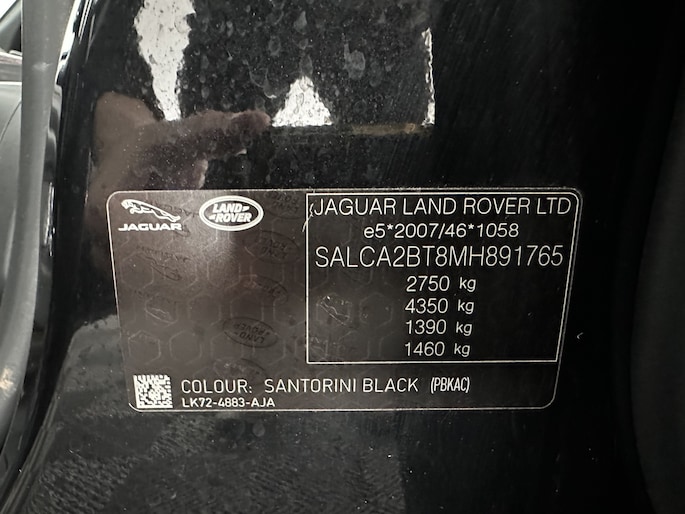 JAGUAR
LAND
ROVER
JAGUAR LAND ROVER LTD
e5*2007/46*1058
SALCA2BT8MH891765
2750 kg
4350 kg
1390 kg
1460 kg
COLOUR: SANTORINI BLACK (PBKAC)
LK72-4883-AJA